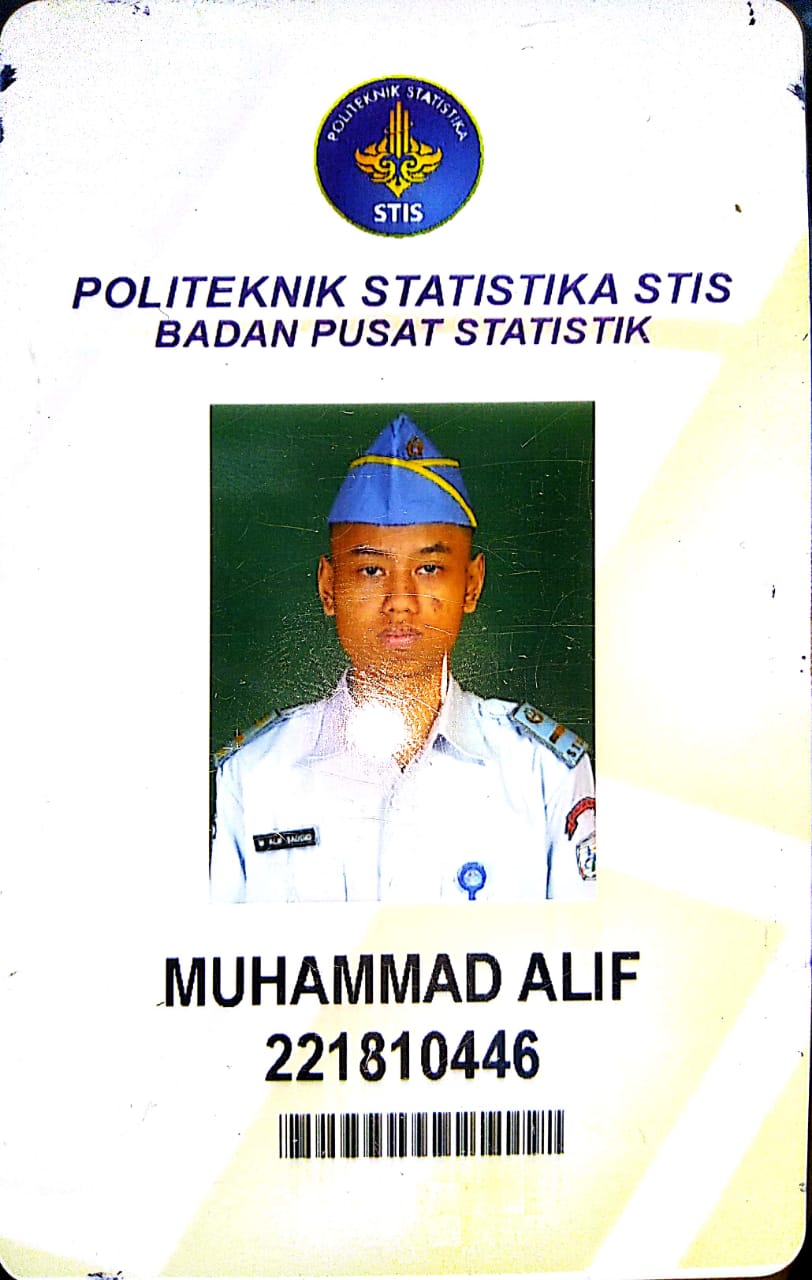 POLITEKNIK STATISTIKA
STIS
POLITEKNIK STATISTIKA STIS
BADAN PUSAT STATISTIK
MUHAMMAD ALIF
221810446